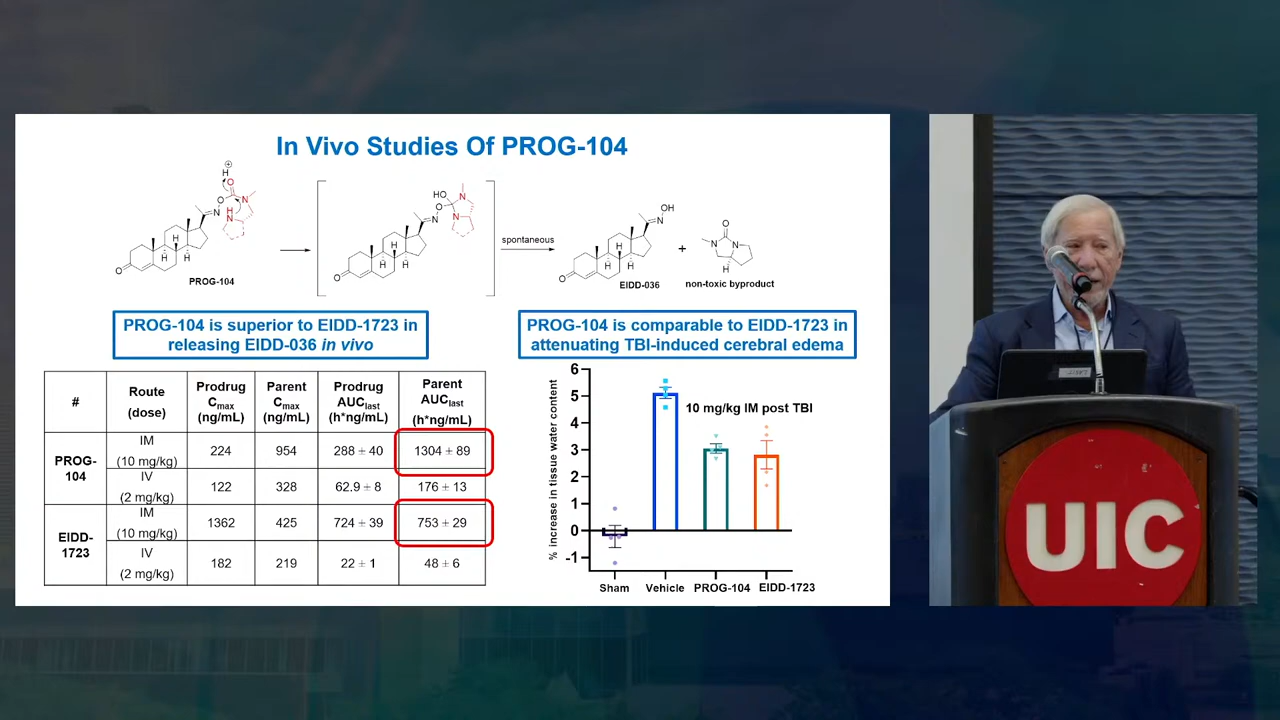 In Vivo Studies Of PROG-104
H
O
O
N
N
H
N
H
H
H
O
PROG-104
HO
N
O
N
N
H
H
H
O
spontaneous
OH
N
H
H
H
O
EIDD-036
+
O
N
N
H
non-toxic byproduct
PROG-104 is superior to EIDD-1723 in
releasing EIDD-036 in vivo
PROG-104 is comparable to EIDD-1723 in
attenuating TBI-induced cerebral edema
# Route (dose) Prodrug Cmax (ng/mL) Parent Cmax (ng/mL) Prodrug AUClast (h*ng/mL) Parent AUClast (h*ng/mL)
PROG-104 IM (10 mg/kg) 224 954 288 ± 40 1304 ± 89
IV (2 mg/kg) 122 328 62.9 ± 8 176 ± 13
EIDD-1723 IM (10 mg/kg) 1362 425 724 ± 39 753 ± 29
IV (2 mg/kg) 182 219 22 ± 1 48 ± 6
% increase in tissue water content
6
5
4
3
2
1
0
-1
10 mg/kg IM post TBI
Sham Vehicle PROG-104 EIDD-1723
UIC